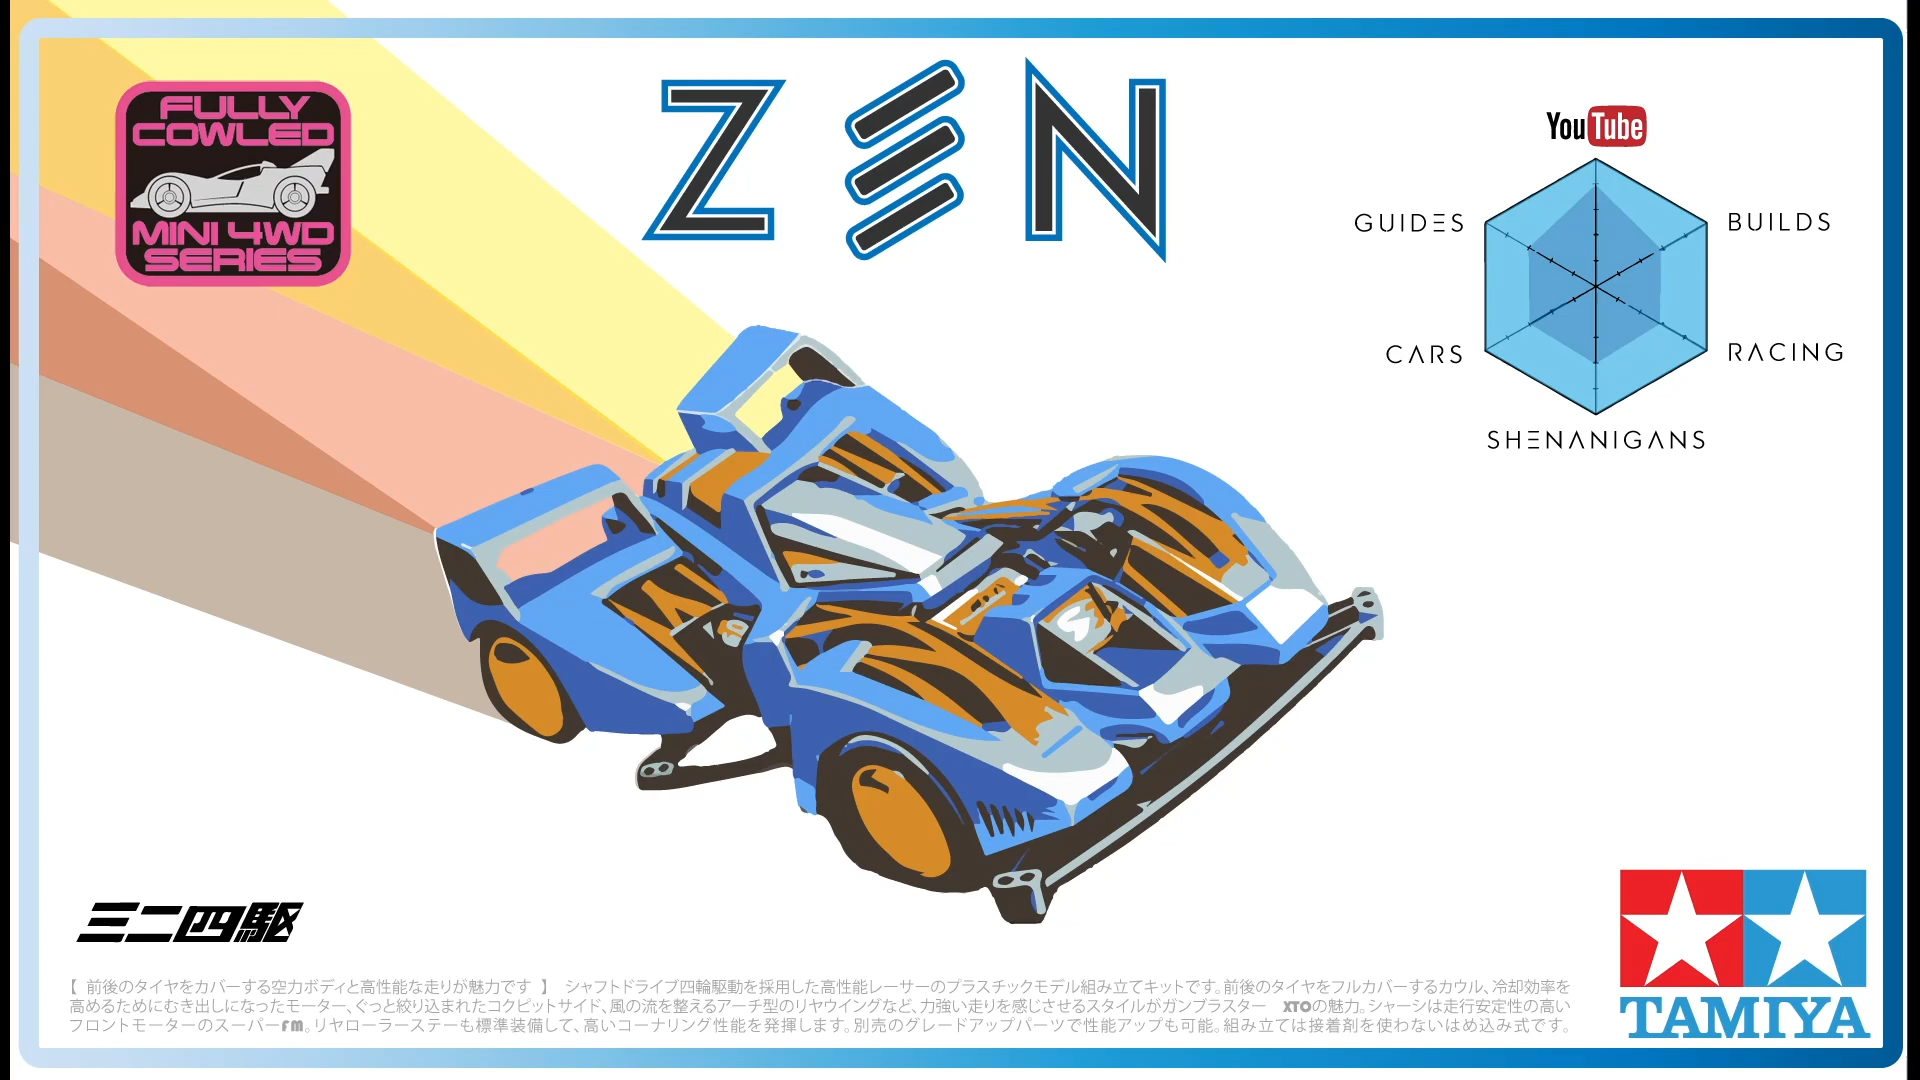 FULLY
COWLED
MINI 4WD
SERIES
ZEN
YouTube
GUIDES
BUILDS
CARS
RACING
SHENANIGANS
ミニ四駆
【 前後のタイヤをカバーする空力ボディと高性能な走りが魅力です 】 シャフトドライブ四輪駆動を採用した高性能レーサーのプラスチックモデル組み立てキットです。前後のタイヤをフルカバーするカウル、冷却効率を
高めるためにむき出しになったモーター、ぐっと絞り込まれたコクピットサイド、風の流を整えるアーチ型のリヤウイングなど、力強い走りを感じさせるスタイルがガンブラスター XTOの魅力。シャーシは走行安定性の高い
フロントモーターのスーパーFM。リヤローラーステーも標準装備して、高いコーナリング性能を発揮します。別売のグレードアップパーツで性能アップも可能。組み立ては接着剤を使わないはめ込み式です。
TAMIYA